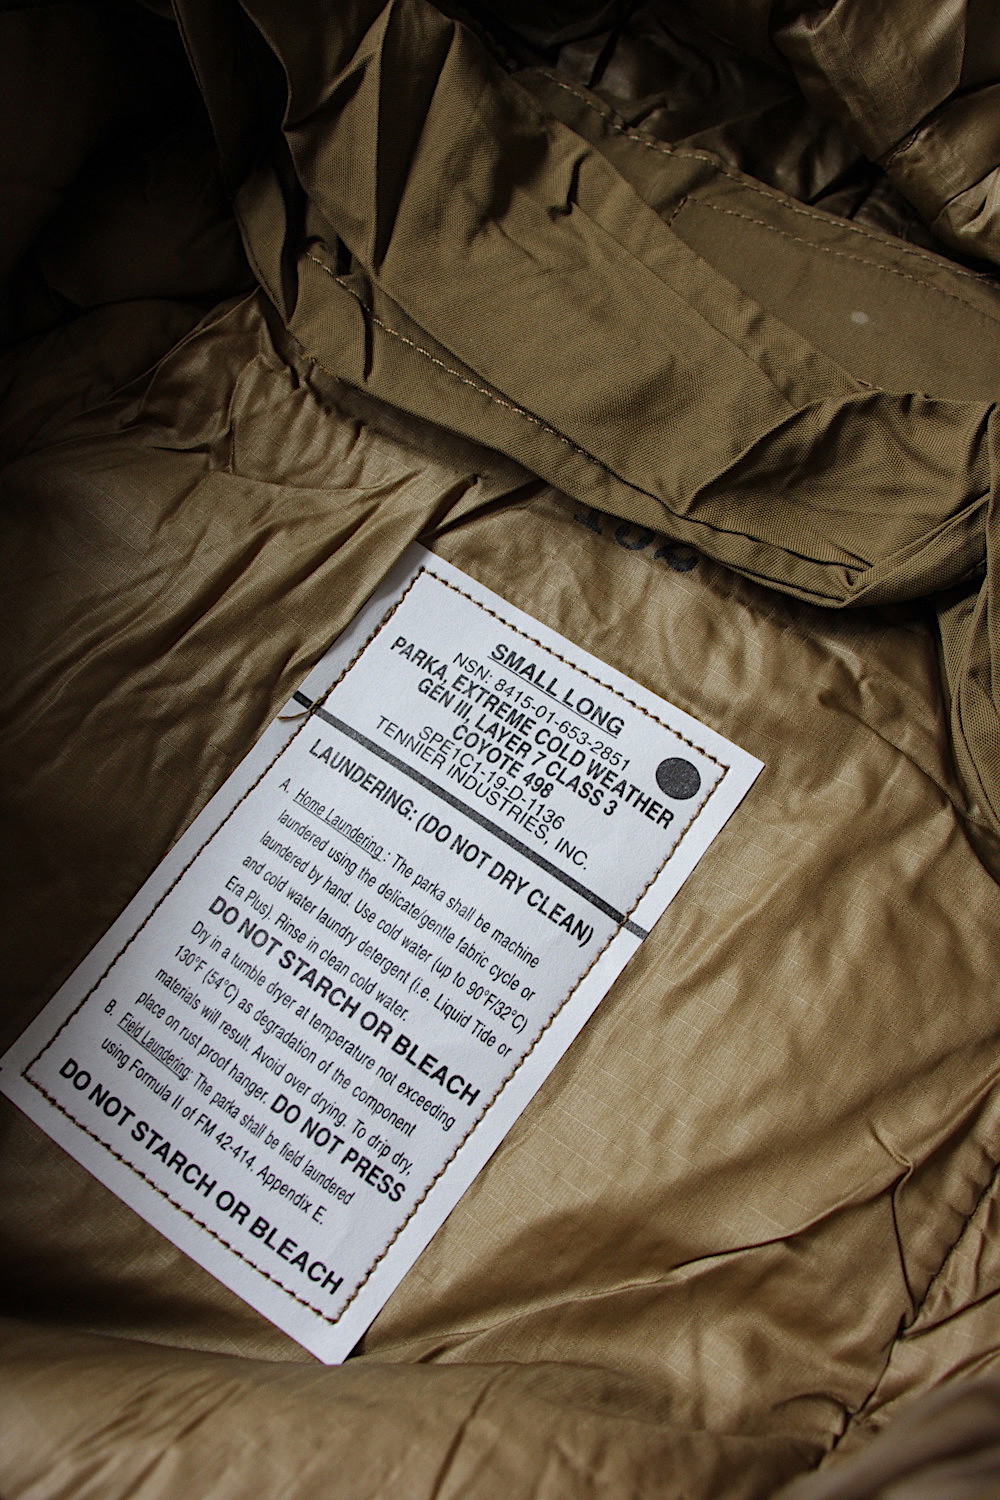 SMALL LONG
NSN: 8415-01-653-2851
PARKA, EXTREME COLD WEATHER
GEN III, LAYER 7 CLASS 3
COYOTE 498
SPE1C1-19-D-1136
TENNIER INDUSTRIES, INC.
LAUNDERING: (DO NOT DRY CLEAN)
A. Home Laundering : The parka shall be machine
laundered using the delicate/gentle fabric cycle or
laundered by hand. Use cold water (up to 90°F/32°C)
and cold water laundry detergent (i.e. Liquid Tide or
Era Plus). Rinse in clean cold water.
DO NOT STARCH OR BLEACH
Dry in a tumble dryer at temperature not exceeding
130°F (54°C) as degradation of the component
materials will result. Avoid over drying. To drip dry,
place on rust proof hanger. DO NOT PRESS
B. Field Laundering: The parka shall be field laundered
using Formula II of FM 42-414, Appendix E.
DO NOT STARCH OR BLEACH